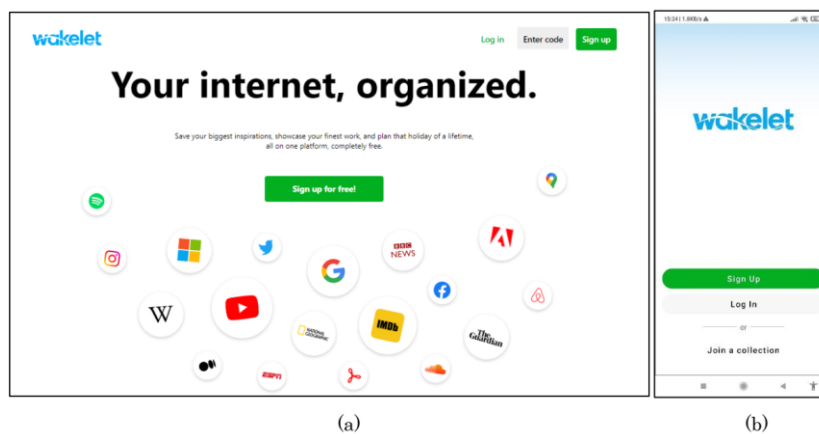 wakelet
Log in
Enter code
Sign up
Your internet, organized.
Save your biggest inspirations, showcase your finest work, and plan that holiday of a lifetime,
all on one platform, completely free.
Sign up for free!
BBC
NEWS
W
NATIONAL
GEOGRAPHIC
IMDb
The
Guardian
ESPN
(a)
wakelet
Sign Up
Log In
or
Join a collection
(b)